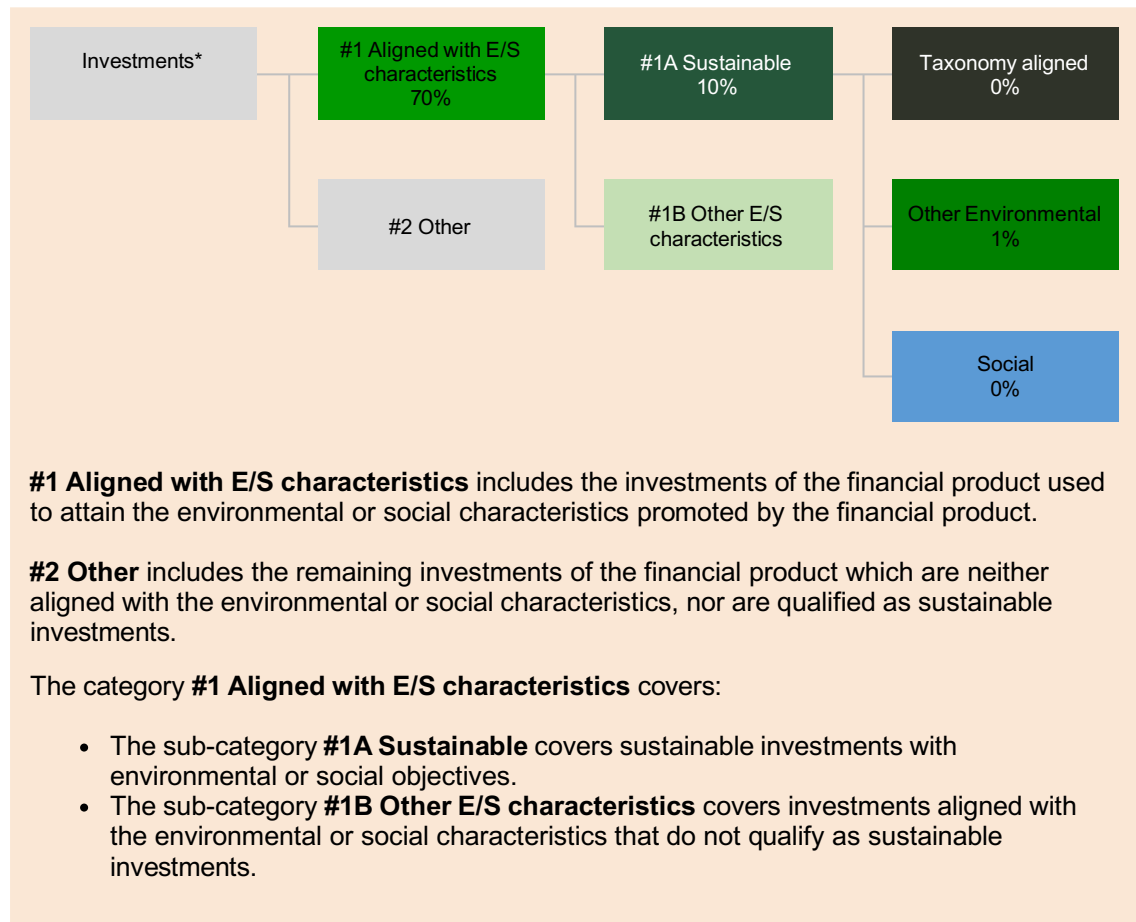 Investments*
#1 Aligned with E/S
characteristics
70%
#1A Sustainable
10%
Taxonomy aligned
0%
#2 Other
#1B Other E/S
characteristics
Other Environmental
1%
Social
0%
#1 Aligned with E/S characteristics includes the investments of the financial product used
to attain the environmental or social characteristics promoted by the financial product.
#2 Other includes the remaining investments of the financial product which are neither
aligned with the environmental or social characteristics, nor are qualified as sustainable
investments.
The category #1 Aligned with E/S characteristics covers:
• The sub-category #1A Sustainable covers sustainable investments with
environmental or social objectives.
• The sub-category #1B Other E/S characteristics covers investments aligned with
the environmental or social characteristics that do not qualify as sustainable
investments.